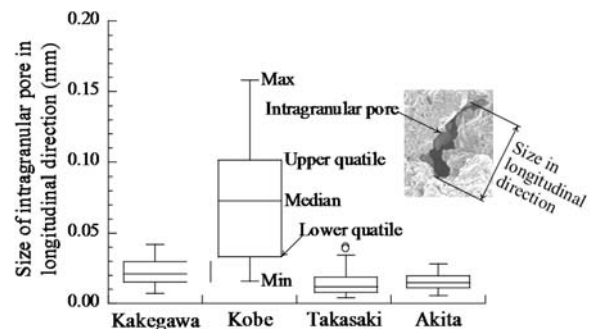 Size of intragranular pore in
longitudinal direction (mm)
0.20
0.15
0.10
0.05
0.00
Max
Upper quatile
Median
Lower quatile
Min
Intragranular pore
Size in
longitudinal
direction
Kakegawa
Kobe
Takasaki
Akita